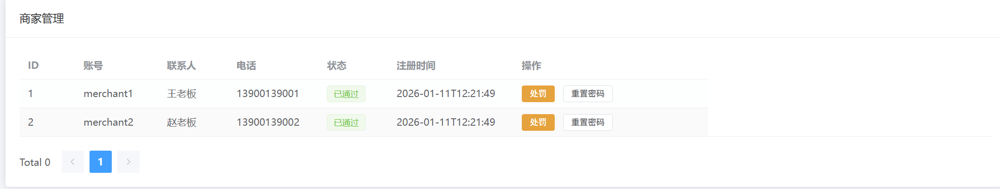 商家管理
ID 账号 联系人 电话 状态 注册时间 操作
1 merchant1 王老板 13900139001 已通过 2026-01-11T12:21:49 处罚 重置密码
2 merchant2 赵老板 13900139002 已通过 2026-01-11T12:21:49 处罚 重置密码
Total 0 1